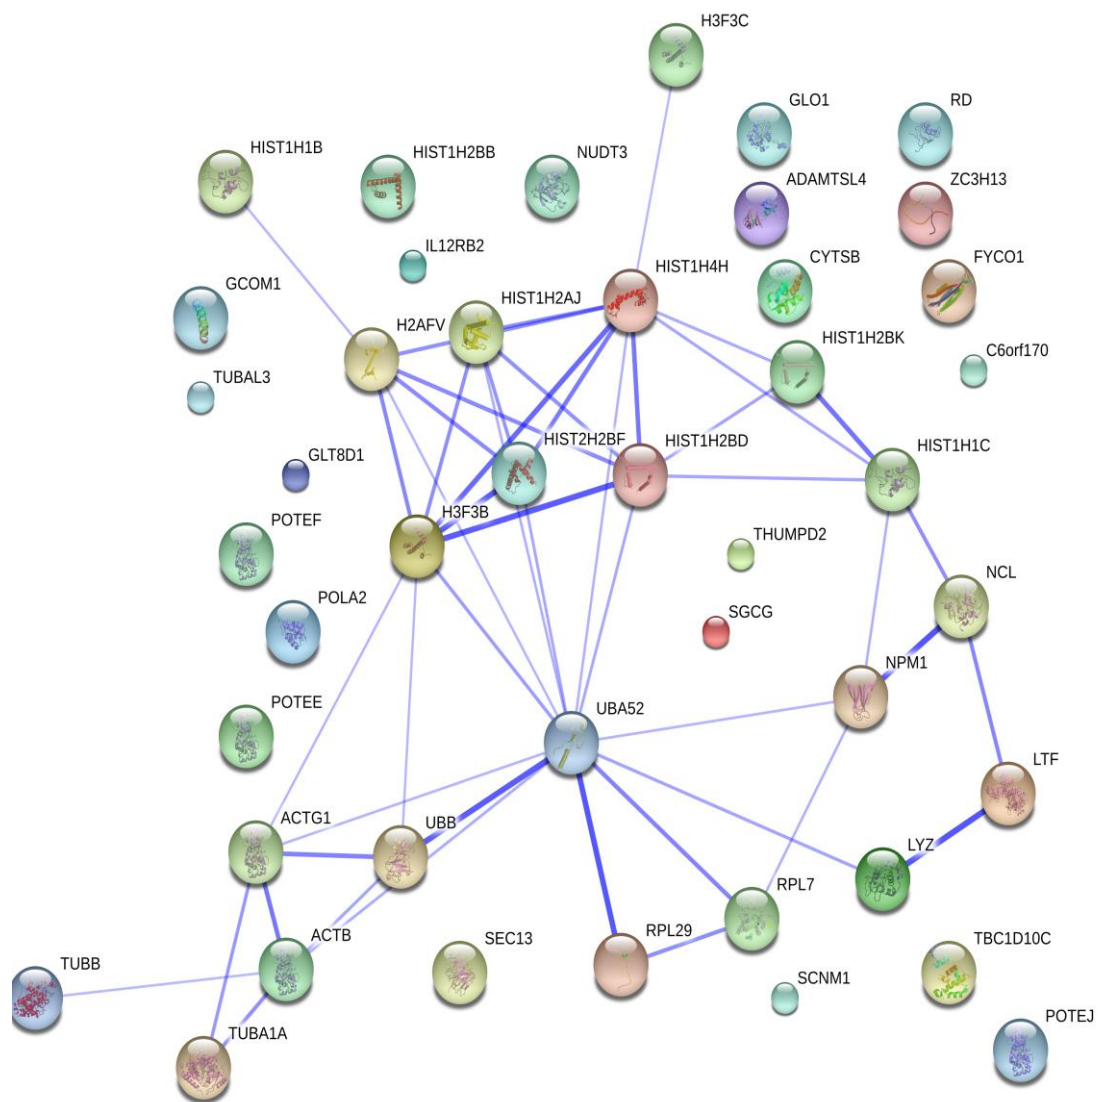 H3F3C
GLO1
RD
HIST1H1B
HIST1H2BB
NUDT3
ADAMTSL4
ZC3H13
IL12RB2
HIST1H4H
CYTSB
FYCO1
GCOM1
HIST1H2AJ
H2AFV
HIST1H2BK
C6orf170
TUBAL3
HIST2H2BF
HIST1H2BD
HIST1H1C
GLT8D1
H3F3B
POTEF
THUMPD2
NCL
POLA2
SGCG
NPM1
POTEE
UBA52
LTF
ACTG1
UBB
LYZ
RPL7
ACTB
SEC13
RPL29
TBC1D10C
TUBB
SCNM1
POTEJ
TUBA1A